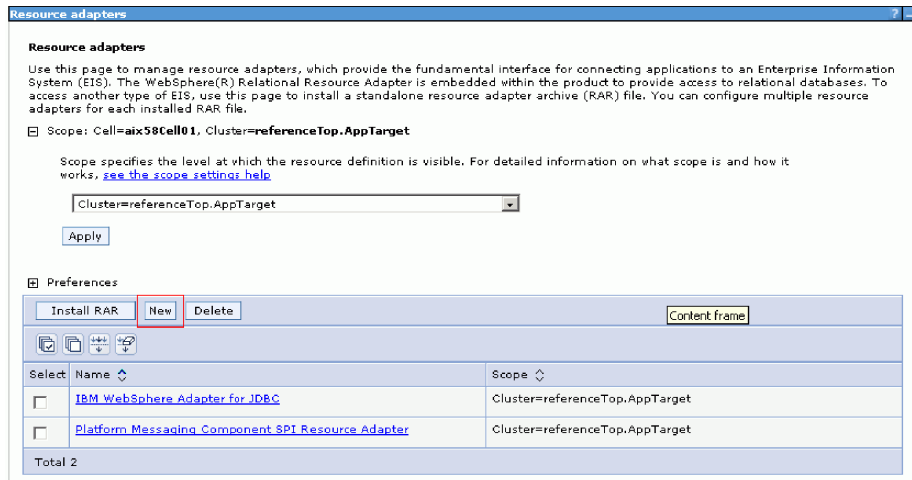 Resource adapters ?
Resource adapters
Use this page to manage resource adapters, which provide the fundamental interface for connecting applications to an Enterprise Information
System (EIS). The WebSphere(R) Relational Resource Adapter is embedded within the product to provide access to relational databases. To
access another type of EIS, use this page to install a standalone resource adapter archive (RAR) file. You can configure multiple resource
adapters for each installed RAR file.
Scope: Cell=aix58Cell01, Cluster=referenceTop.AppTarget
Scope specifies the level at which the resource definition is visible. For detailed information on what scope is and how it
works, see the scope settings help
Cluster=referenceTop.AppTarget
Apply
Preferences
Install RAR New Delete Content frame
Select Name Scope
IBM WebSphere Adapter for JDBC Cluster=referenceTop.AppTarget
Platform Messaging Component SPI Resource Adapter Cluster=referenceTop.AppTarget
Total 2